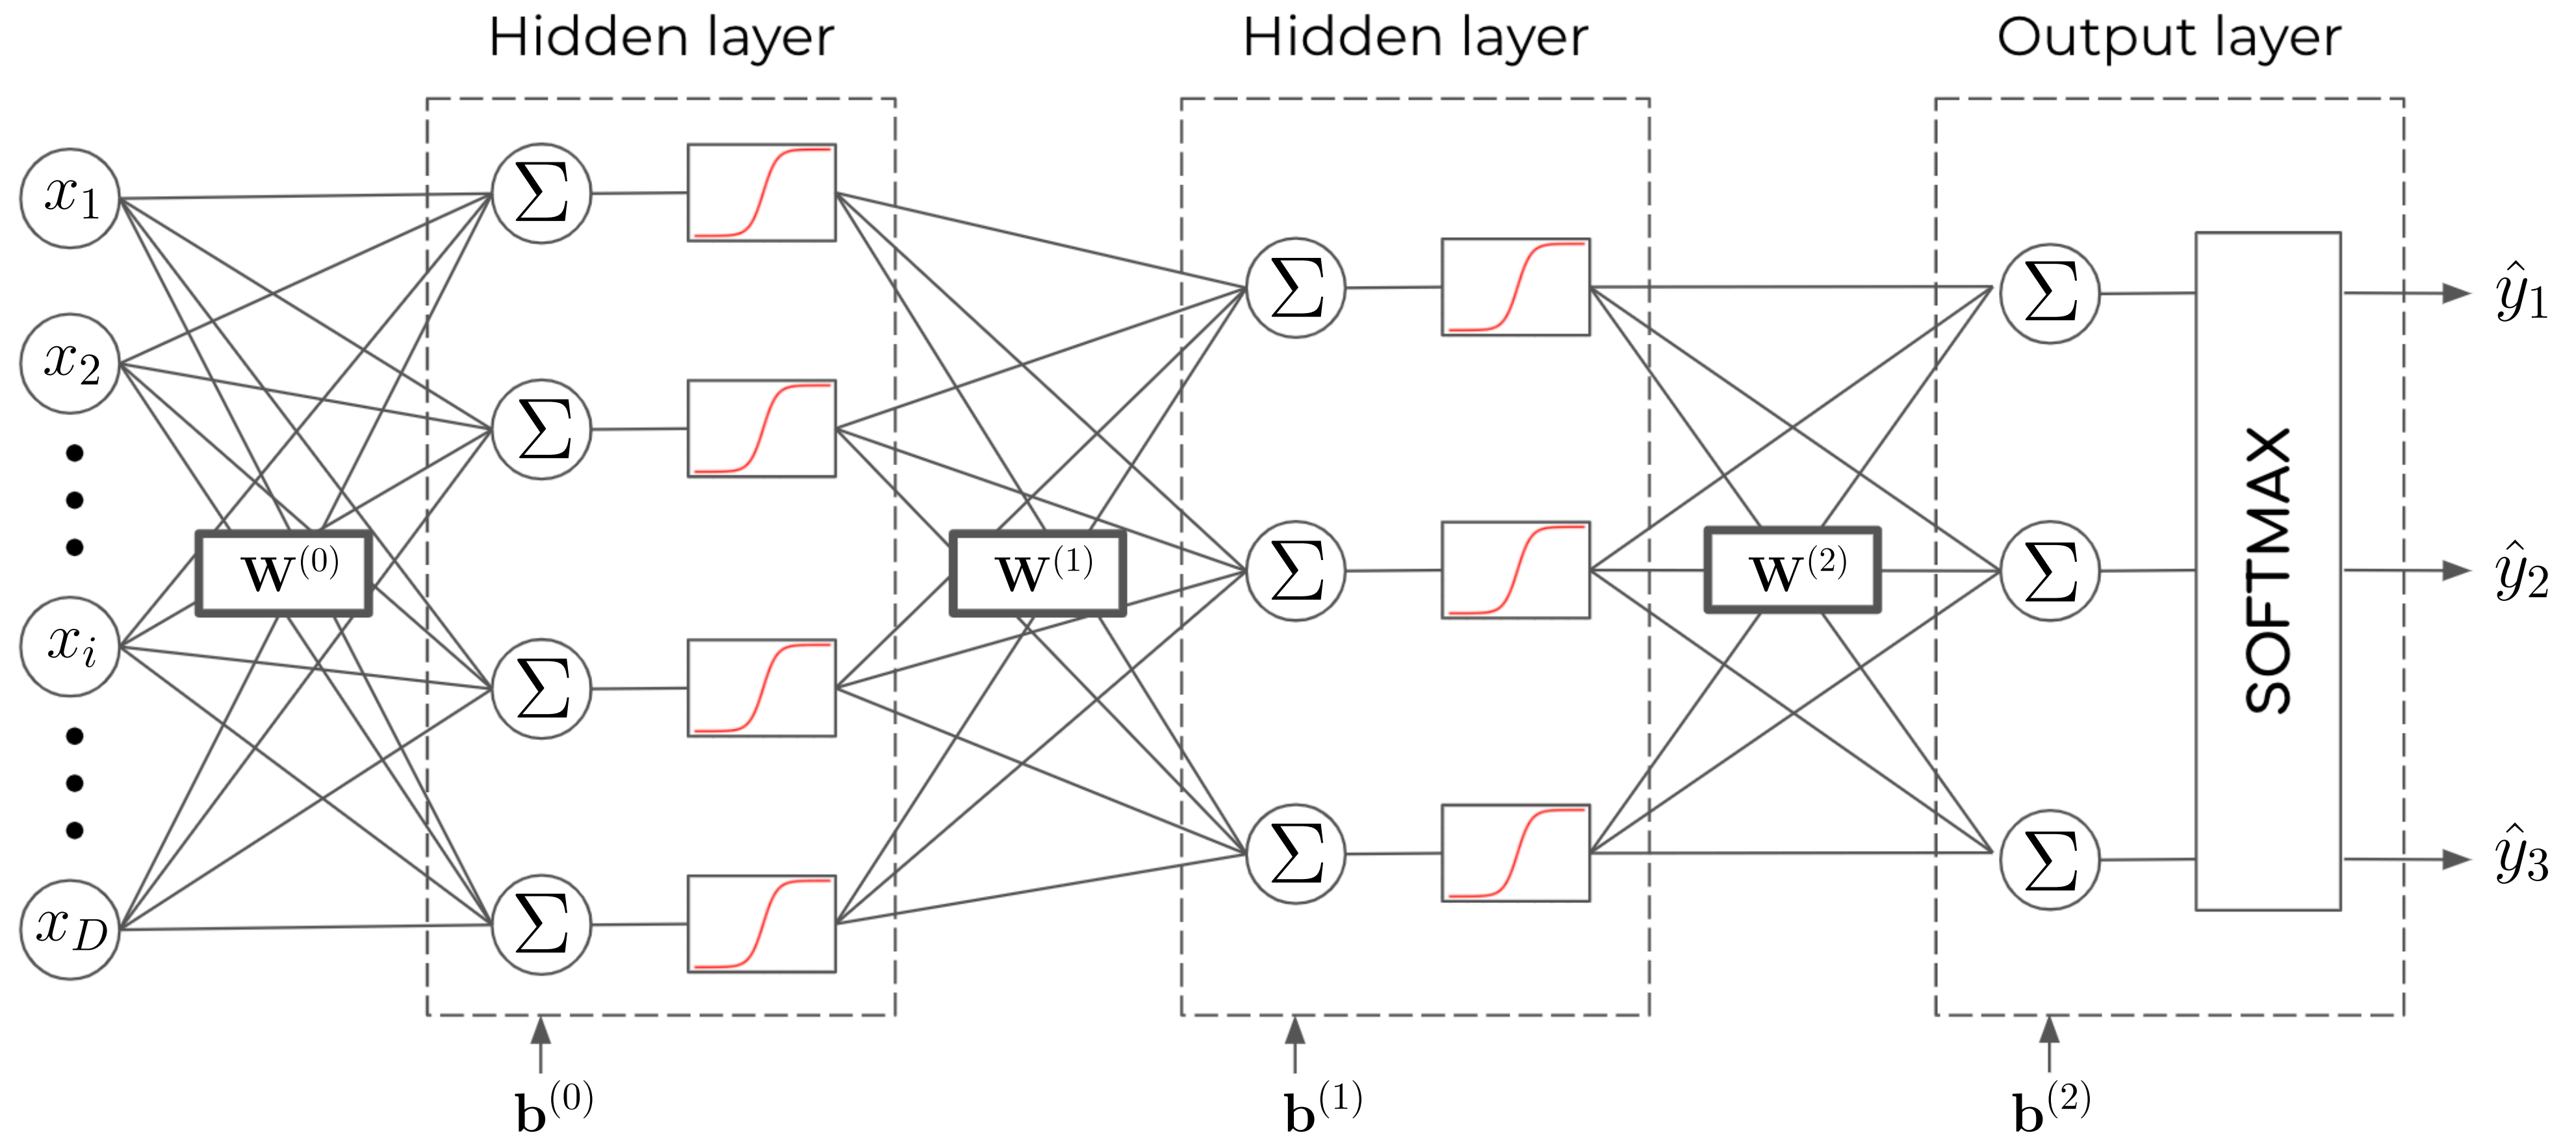 Hidden layer
Hidden layer
Output layer
x₁
x₂
xᵢ
x_D
Σ
Σ
Σ
Σ
W⁽⁰⁾
W⁽¹⁾
Σ
Σ
Σ
W⁽²⁾
Σ
Σ
Σ
SOFTMAX
ŷ₁
ŷ₂
ŷ₃
b⁽⁰⁾
b⁽¹⁾
b⁽²⁾